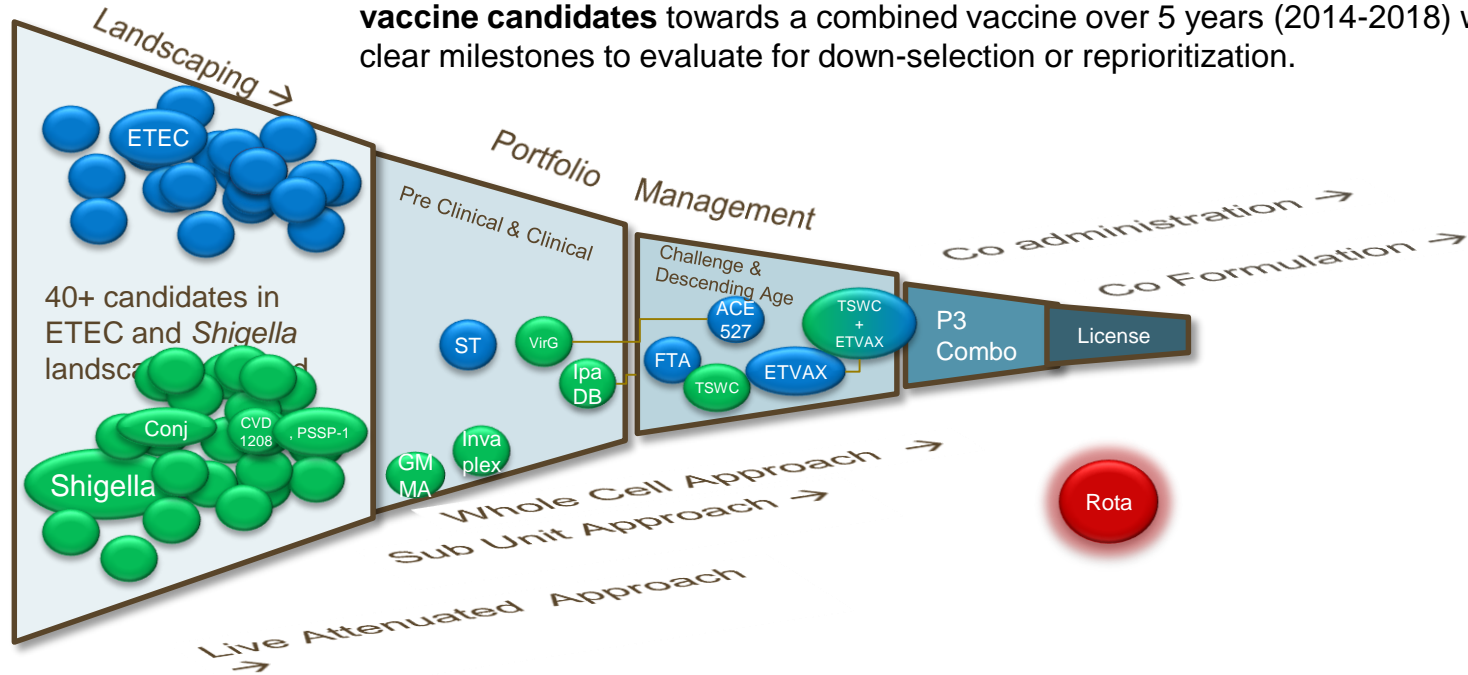 vaccine candidates towards a combined vaccine over 5 years (2014-2018)
clear milestones to evaluate for down-selection or reprioritization.
Landscaping →
Portfolio Management
Co administration →
Co Formulation →
Pre Clinical & Clinical
Challenge &
Descending Age
ETEC
40+ candidates in
ETEC and Shigella
Conj
CVD
1208
, PSSP-1
Shigella
ST
VirG
Ipa
DB
Inva
plex
GM
MA
ACE
527
FTA
TSWC
ETVAX
TSWC
+
ETVAX
P3
Combo
License
Rota
Whole Cell Approach →
Sub Unit Approach →
Live Attenuated Approach
→